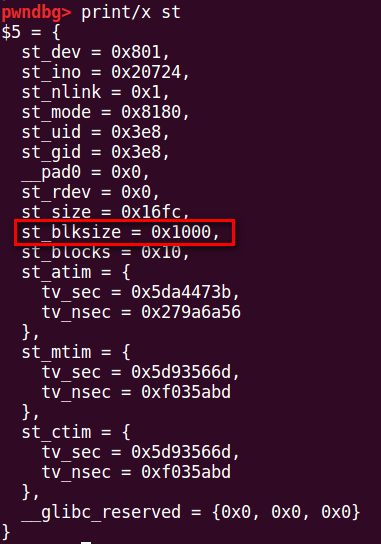 pwndbg> print/x st
$5 = {
  st_dev = 0x801,
  st_ino = 0x20724,
  st_nlink = 0x1,
  st_mode = 0x8180,
  st_uid = 0x3e8,
  st_gid = 0x3e8,
  __pad0 = 0x0,
  st_rdev = 0x0,
  st_size = 0x16fc,
  st_blksize = 0x1000,
  st_blocks = 0x10,
  st_atim = {
    tv_sec = 0x5da4473b,
    tv_nsec = 0x279a6a56
  },
  st_mtim = {
    tv_sec = 0x5d93566d,
    tv_nsec = 0xf035abd
  },
  st_ctim = {
    tv_sec = 0x5d93566d,
    tv_nsec = 0xf035abd
  },
  __glibc_reserved = {0x0, 0x0, 0x0}
}